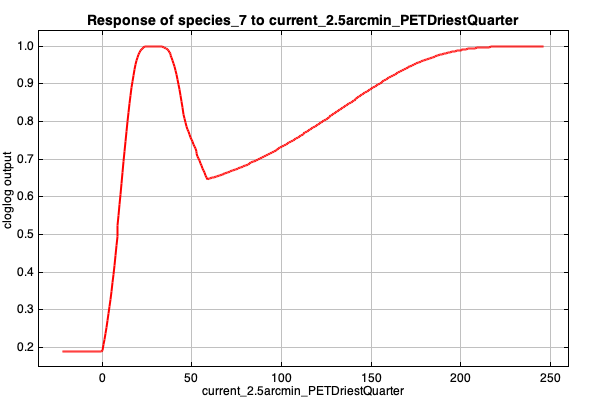 Response of species_7 to current_2.5arcmin_PETDriestQuarter
cloglog output
1.0
0.9
0.8
0.7
0.6
0.5
0.4
0.3
0.2
0 50 100 150 200 250
current_2.5arcmin_PETDriestQuarter